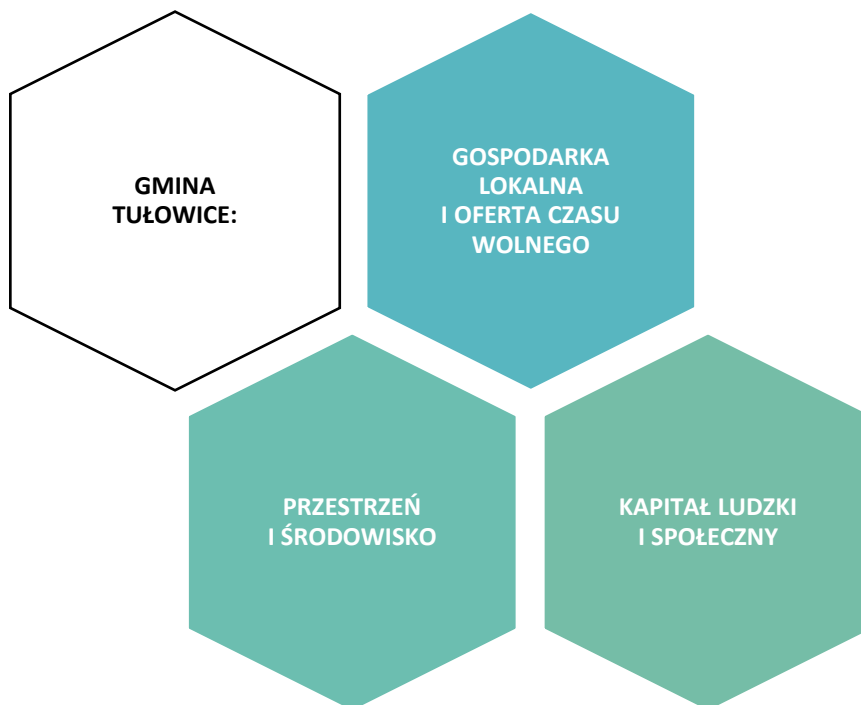 GMINA
TUŁOWICE:
GOSPODARKA
LOKALNA
I OFERTA CZASU
WOLNEGO
PRZESTRZEŃ
I ŚRODOWISKO
KAPITAŁ LUDZKI
I SPOŁECZNY